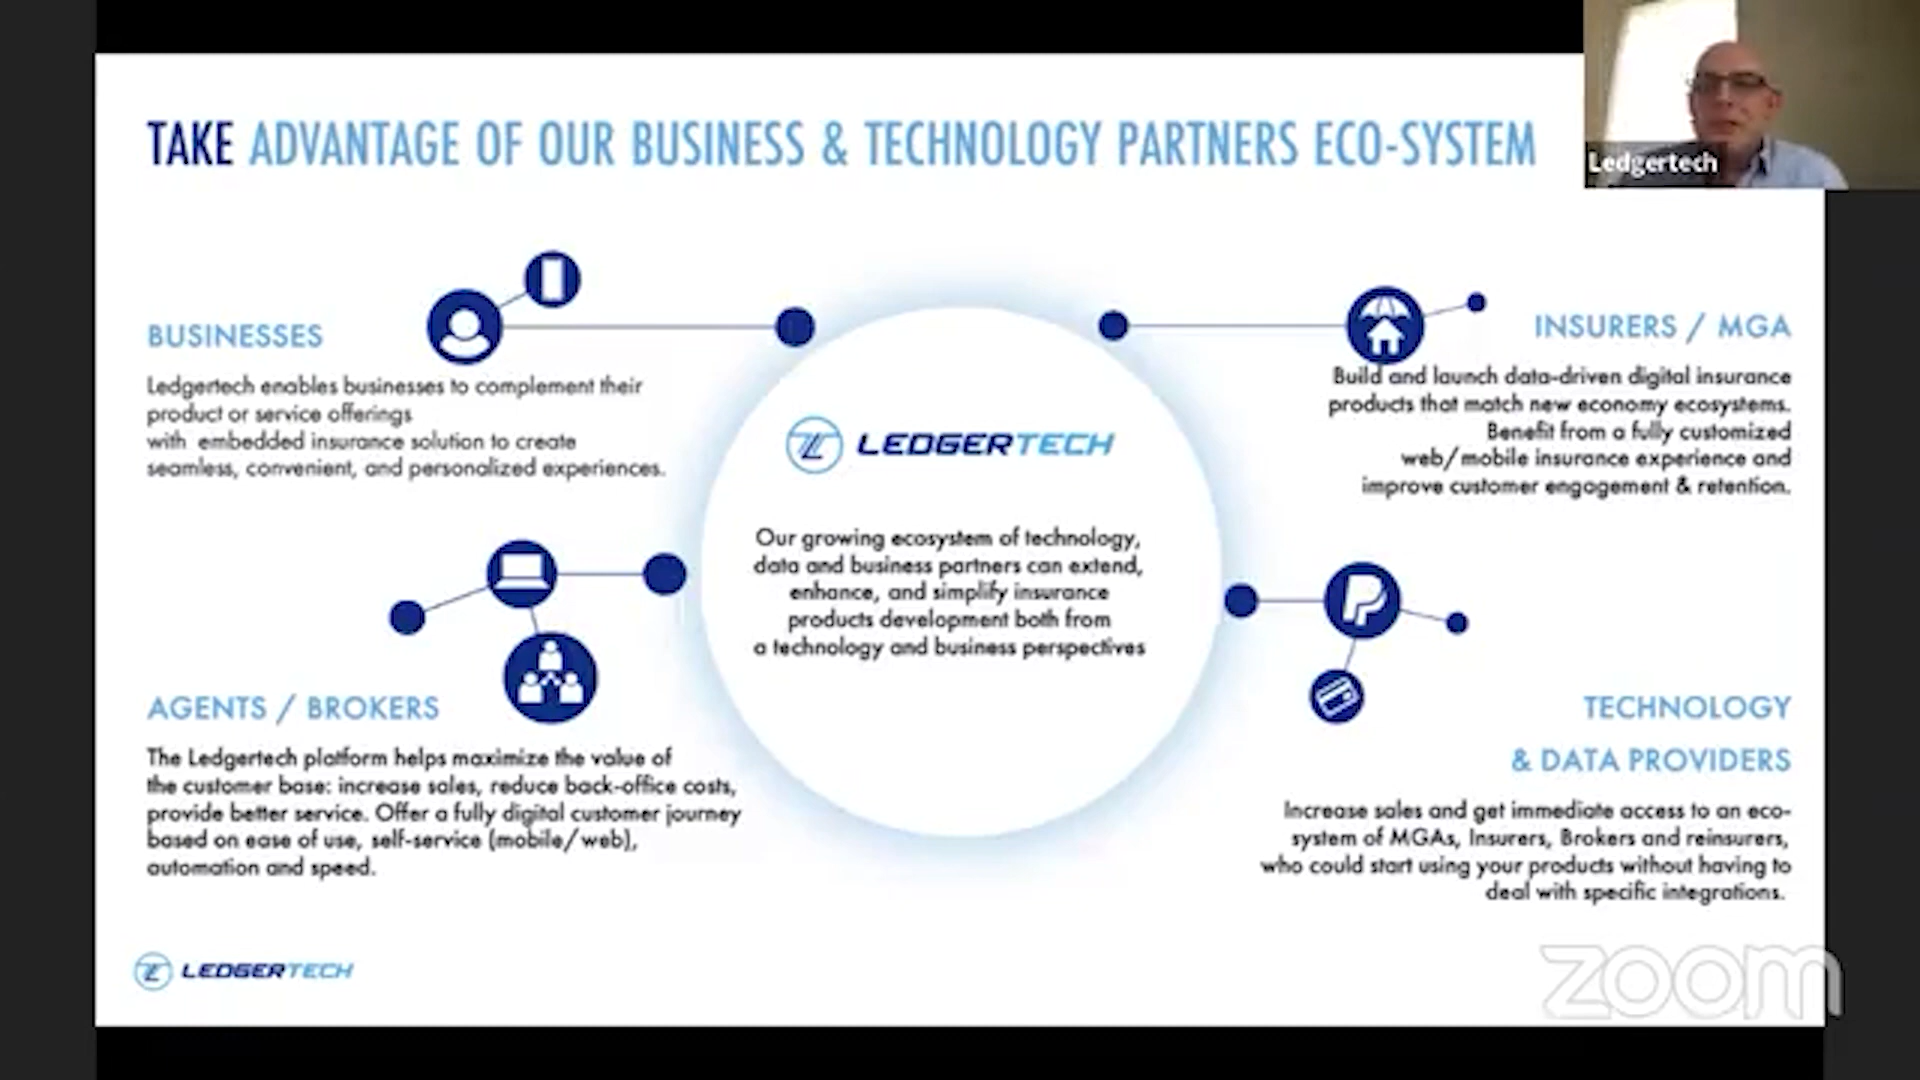 TAKE ADVANTAGE OF OUR BUSINESS & TECHNOLOGY PARTNERS ECO-SYSTEM
Ledgertech
BUSINESSES
Ledgertech enables businesses to complement their
product or service offerings
with embedded insurance solution to create
seamless, convenient, and personalized experiences.
INSURERS / MGA
Build and launch data-driven digital insurance
products that match new economy ecosystems.
Benefit from a fully customized
web/mobile insurance experience and
improve customer engagement & retention.
LEDGERTECH
Our growing ecosystem of technology,
data and business partners can extend,
enhance, and simplify insurance
products development both from
a technology and business perspectives
AGENTS / BROKERS
The Ledgertech platform helps maximize the value of
the customer base: increase sales, reduce back-office costs,
provide better service. Offer a fully digital customer journey
based on ease of use, self-service (mobile/web),
automation and speed.
TECHNOLOGY
& DATA PROVIDERS
Increase sales and get immediate access to an eco-
system of MGAs, Insurers, Brokers and reinsurers,
who could start using your products without having to
deal with specific integrations.
LEDGERTECH
zoom